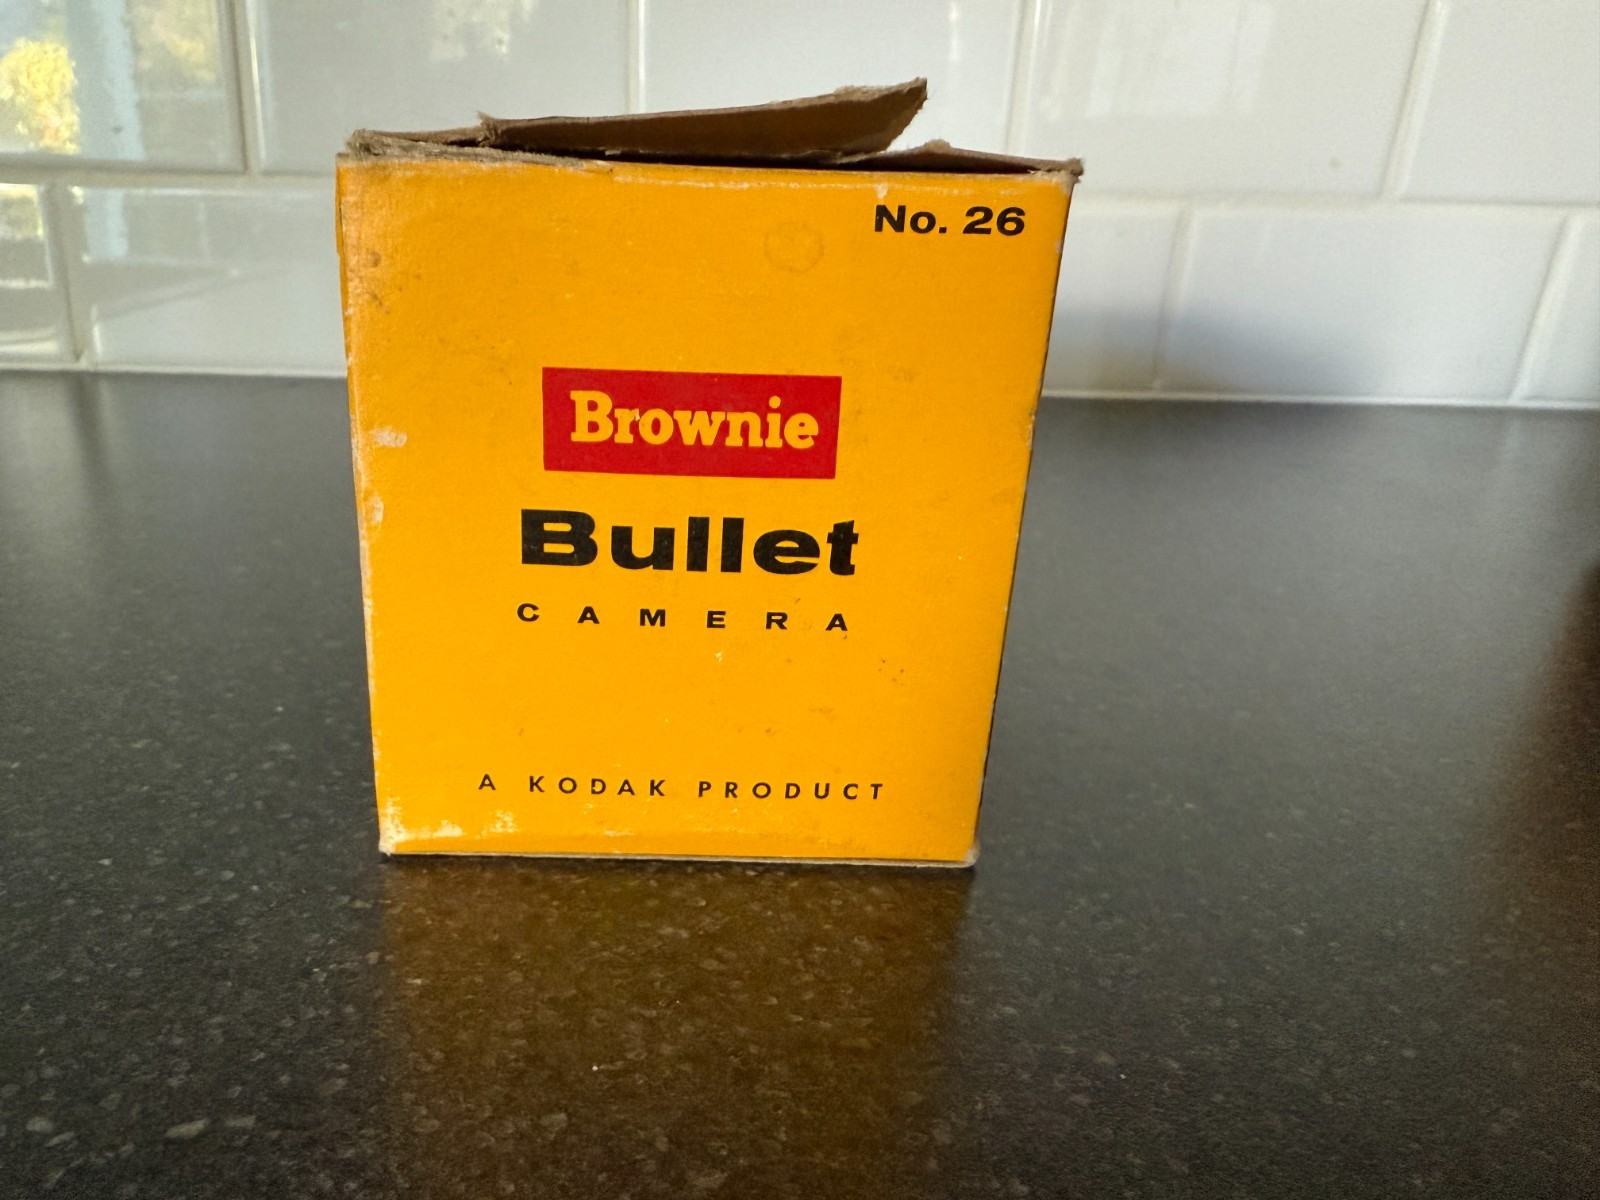 No. 26
Brownie
Bullet
CAMERA
A KODAK PRODUCT